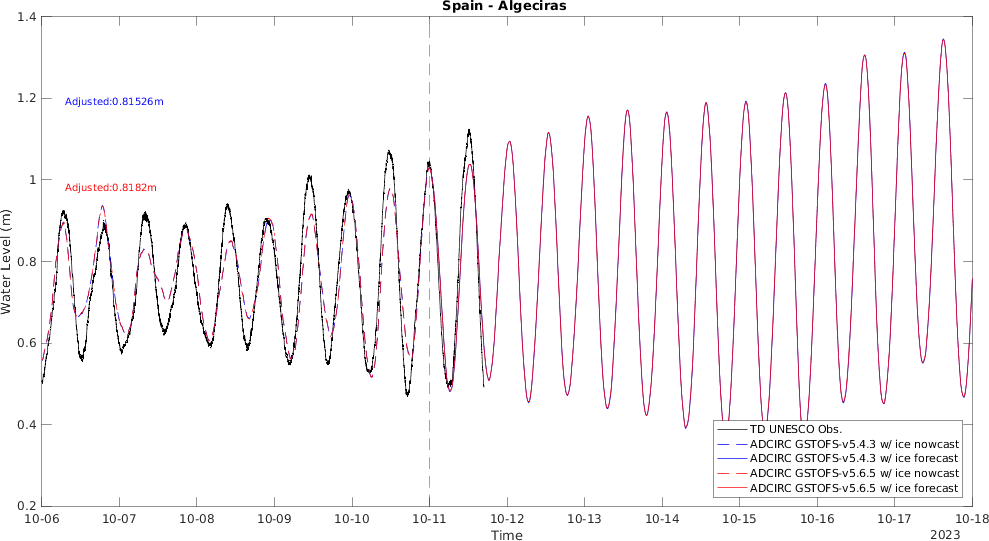 Spain - Algeciras
1.4
1.2
1
0.8
0.6
0.4
0.2
Water Level (m)
Adjusted:0.81526m
Adjusted:0.8182m
TD UNESCO Obs.
ADCIRC GSTOFS-v5.4.3 w/ ice nowcast
ADCIRC GSTOFS-v5.4.3 w/ ice forecast
ADCIRC GSTOFS-v5.6.5 w/ ice nowcast
ADCIRC GSTOFS-v5.6.5 w/ ice forecast
10-06 10-07 10-08 10-09 10-10 10-11 10-12 10-13 10-14 10-15 10-16 10-17 10-18
Time
2023